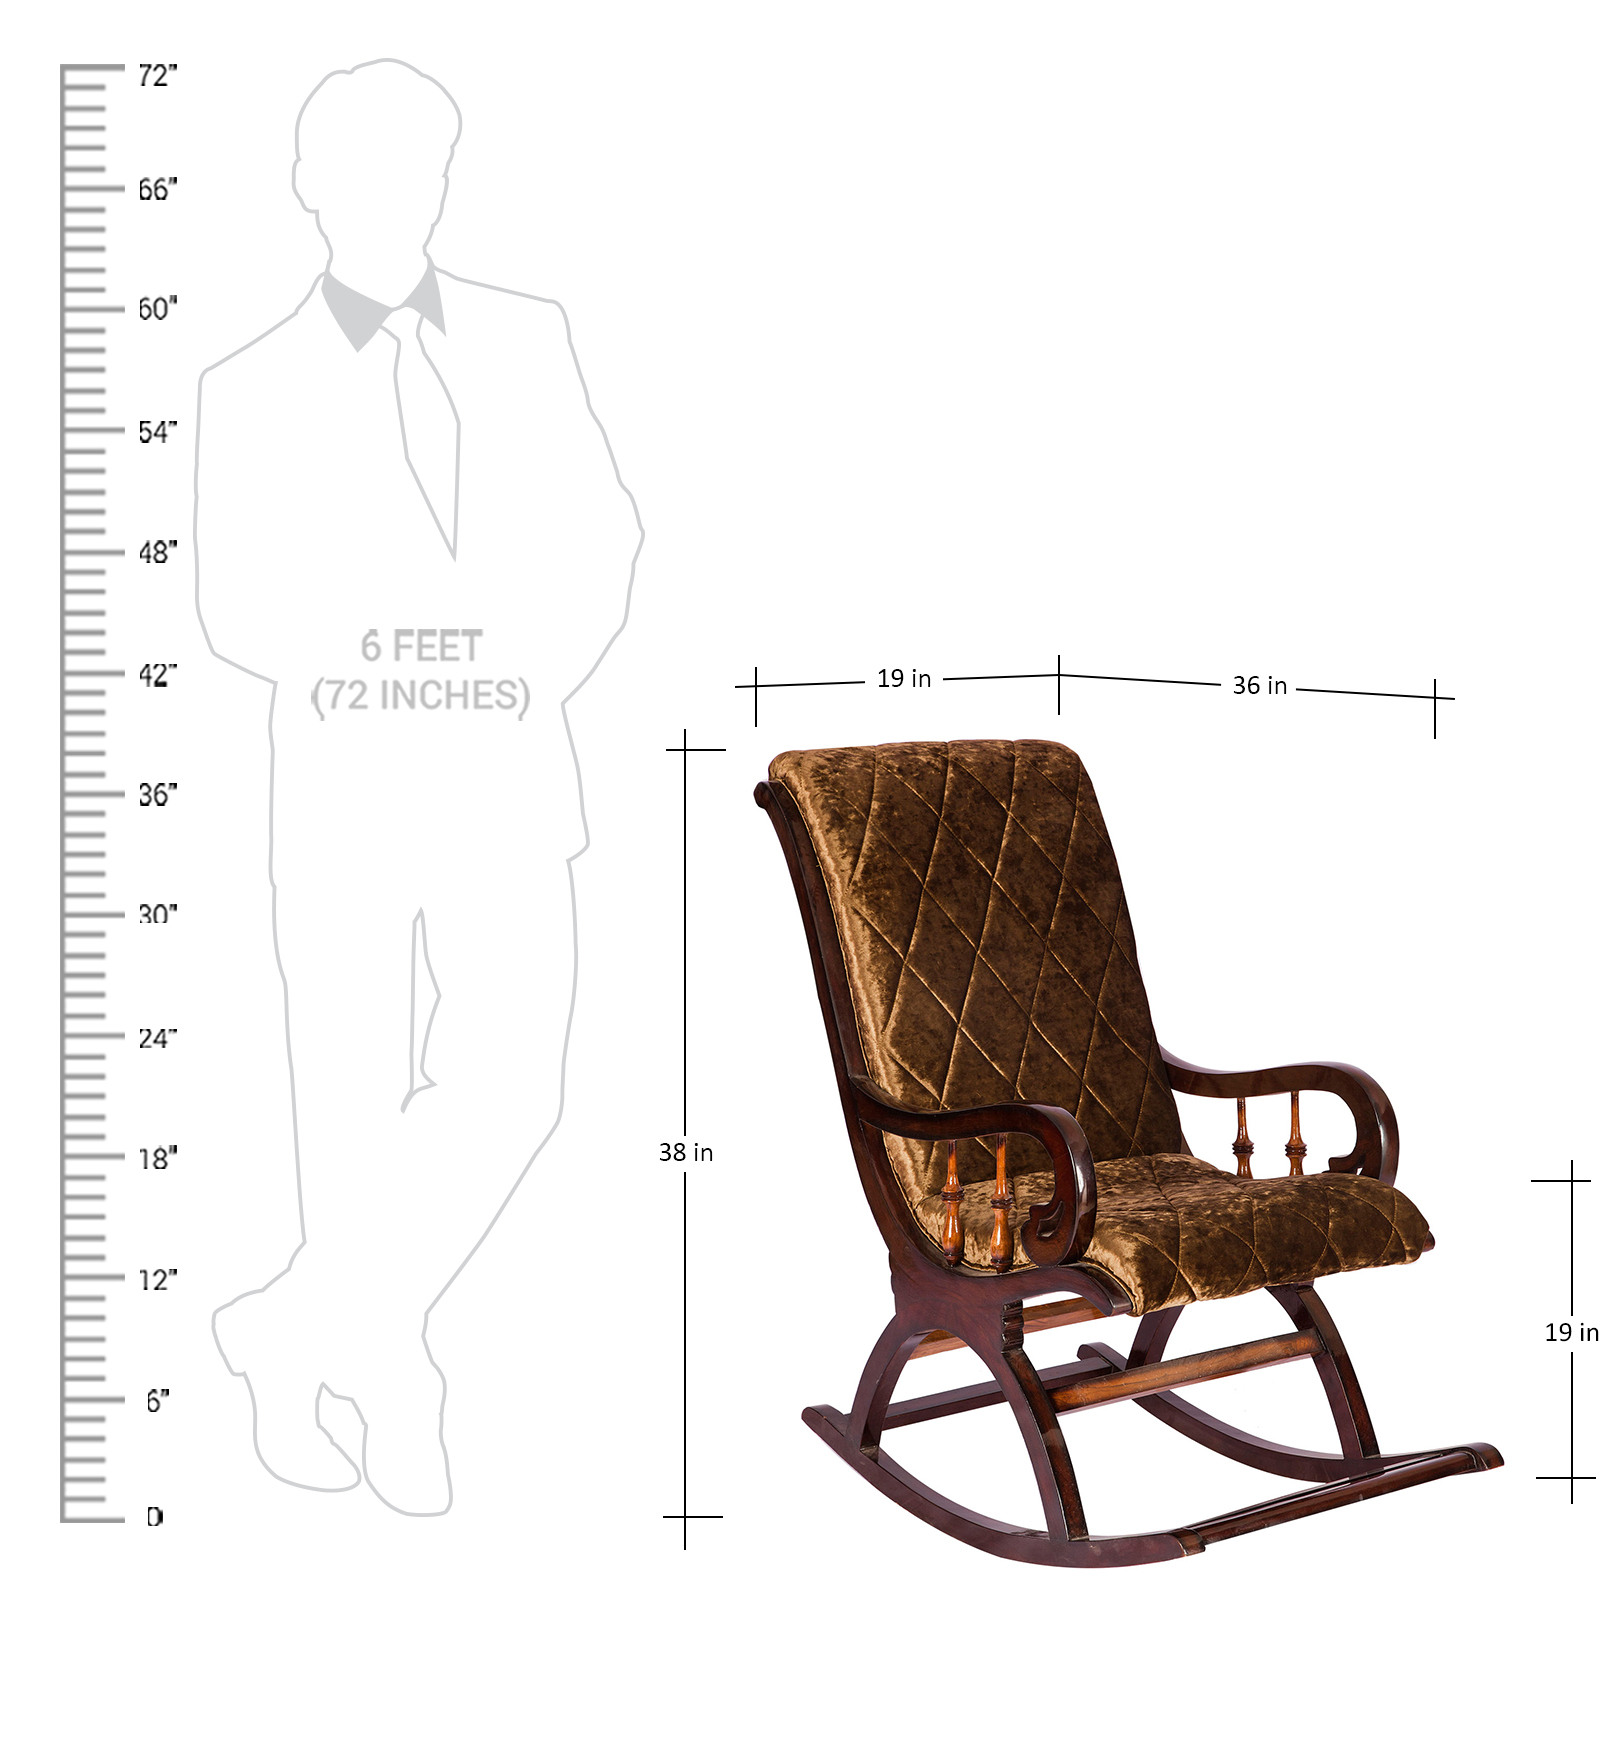 72"
66"
60"
54"
48"
6 FEET
(72 INCHES)
42"
19 in
36 in
36"
30"
24"
18"
38 in
12"
19 in
6"
0